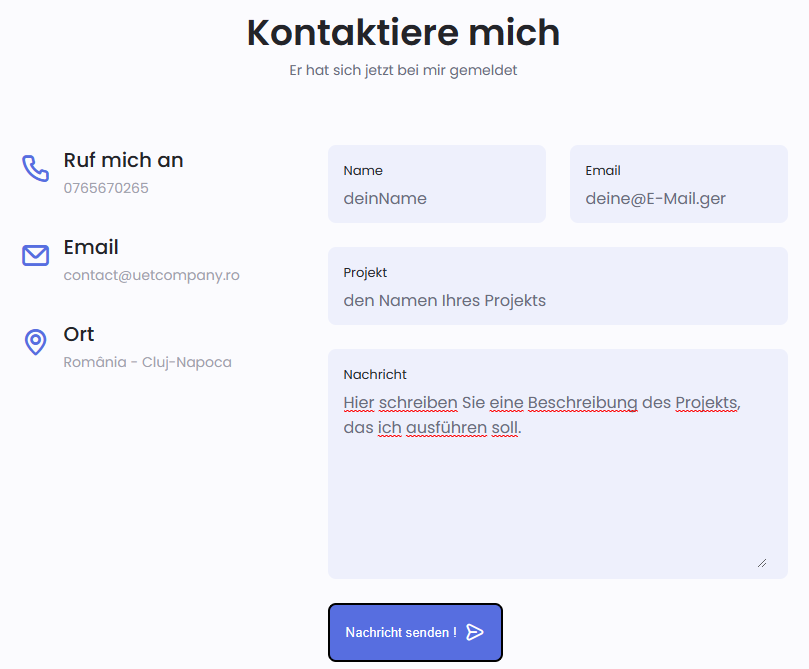 Kontaktiere mich
Er hat sich jetzt bei mir gemeldet
Ruf mich an
0765670265
Email
contact@uetcompany.ro
Ort
România - Cluj-Napoca
Name
deinName
Email
deine@E-Mail.ger
Projekt
den Namen Ihres Projekts
Nachricht
Hier schreiben Sie eine Beschreibung des Projekts,
das ich ausführen soll.
Nachricht senden !